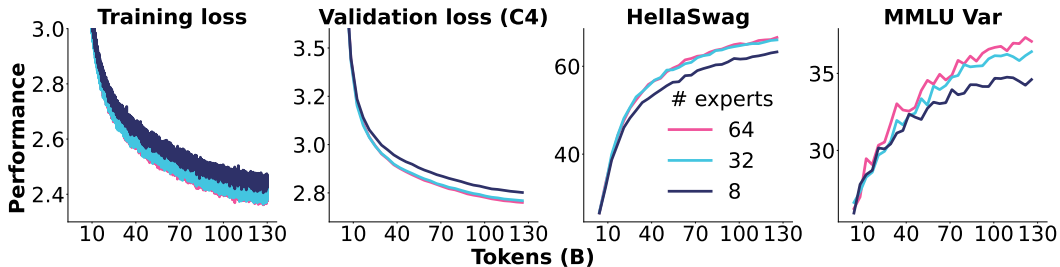 Training loss
Validation loss (C4)
HellaSwag
MMLU Var
Performance
3.0
2.8
2.6
2.4
10 40 70 100 130
3.5
3.2
3.0
2.8
10 40 70 100 130
60
40
# experts
64
32
8
10 40 70 100 130
35
30
10 40 70 100 130
Tokens (B)